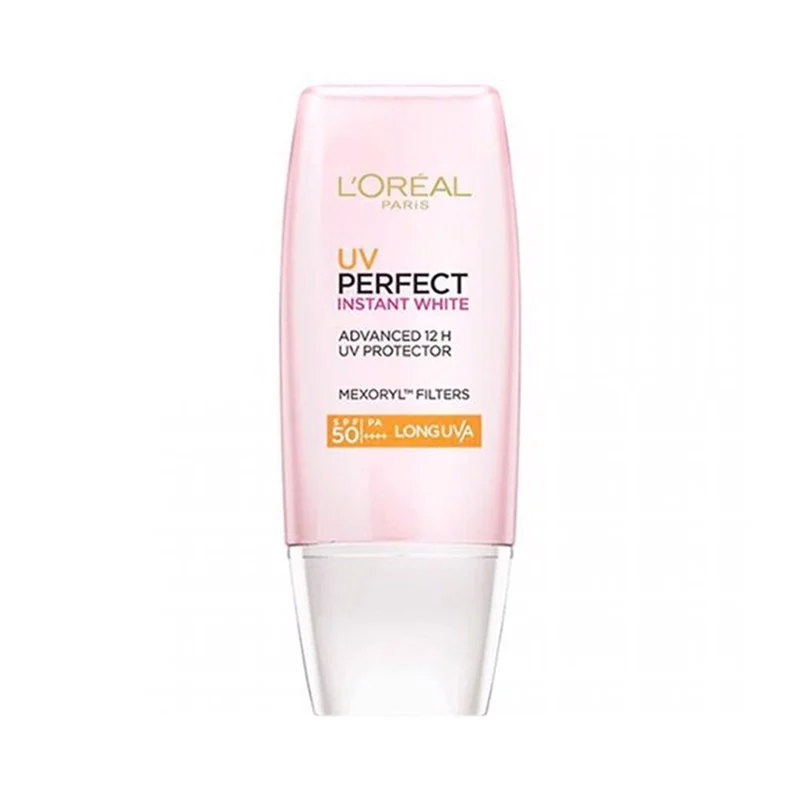 L'ORÉAL
PARIS
UV
PERFECT
INSTANT WHITE
ADVANCED 12 H
UV PROTECTOR
MEXORYL™ FILTERS
SPF 50 PA ++++ LONG UVA